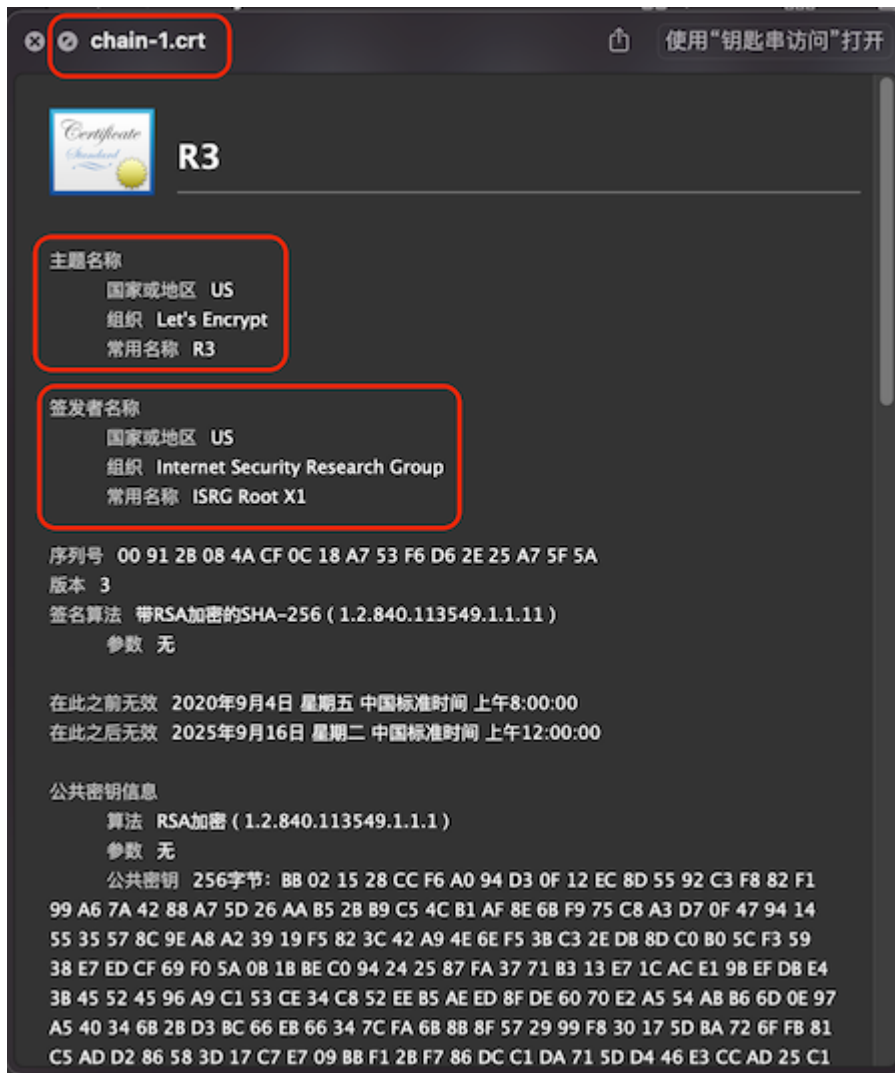 chain-1.crt
使用“钥匙串访问”打开
Certificate
Standard
R3
主题名称
国家或地区 US
组织 Let's Encrypt
常用名称 R3
签发者名称
国家或地区 US
组织 Internet Security Research Group
常用名称 ISRG Root X1
序列号 00 91 2B 08 4A CF 0C 18 A7 53 F6 D6 2E 25 A7 5F 5A
版本 3
签名算法 带RSA加密的SHA-256 ( 1.2.840.113549.1.1.11 )
参数 无
在此之前无效 2020年9月4日 星期五 中国标准时间 上午8:00:00
在此之后无效 2025年9月16日 星期二 中国标准时间 上午12:00:00
公共密钥信息
算法 RSA加密 ( 1.2.840.113549.1.1.1 )
参数 无
公共密钥 256字节: BB 02 15 28 CC F6 A0 94 D3 0F 12 EC 8D 55 92 C3 F8 82 F1
99 A6 7A 42 88 A7 5D 26 AA B5 2B B9 C5 4C B1 AF 8E 6B F9 75 C8 A3 D7 0F 47 94 14
55 35 57 8C 9E A8 A2 39 19 F5 82 3C 42 A9 4E 6E F5 3B C3 2E DB 8D C0 B0 5C F3 59
38 E7 ED CF 69 F0 5A 0B 1B BE C0 94 24 25 87 FA 37 71 B3 13 E7 1C AC E1 9B EF DB E4
3B 45 52 45 96 A9 C1 53 CE 34 C8 52 EE B5 AE ED 8F DE 60 70 E2 A5 54 AB B6 6D 0E 97
A5 40 34 6B 2B D3 BC 66 EB 66 34 7C FA 6B 8B 8F 57 29 99 F8 30 17 5D BA 72 6F FB 81
C5 AD D2 86 58 3D 17 C7 E7 09 BB F1 2B F7 86 DC C1 DA 71 5D D4 46 E3 CC AD 25 C1